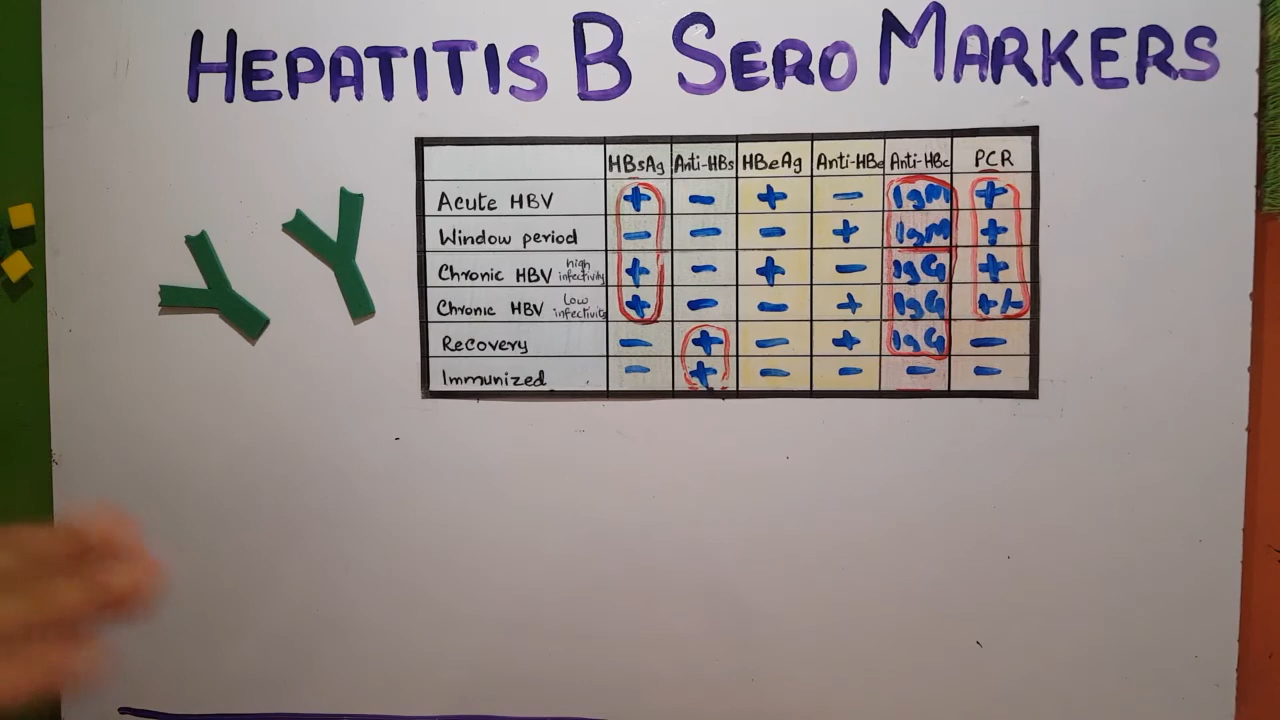 HEPATITIS B SERO MARKERS
HBsAg Anti-HBs HBeAg Anti-HBe Anti-HBc PCR
Acute HBV + - + - IgM +
Window period - - - + IgM +
Chronic HBV high infectivity + - + - IgG +
Chronic HBV Low infectivity + - - + IgG ++
Recovery - + - + IgG -
Immunized - + - - - -